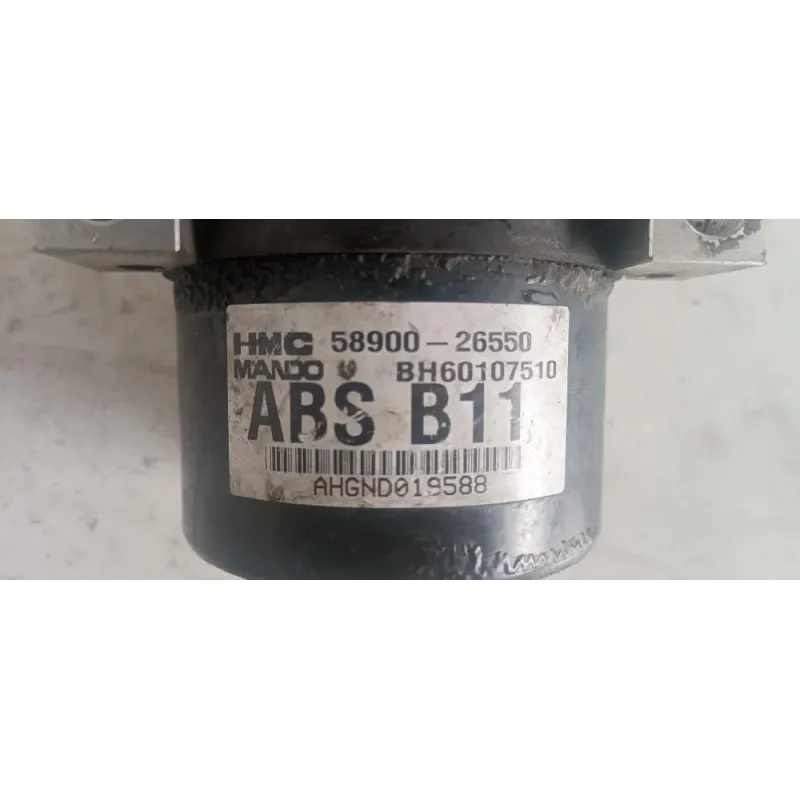 HMC 58900-26550
MANDO BH60107510
ABS B11
AHGND019588